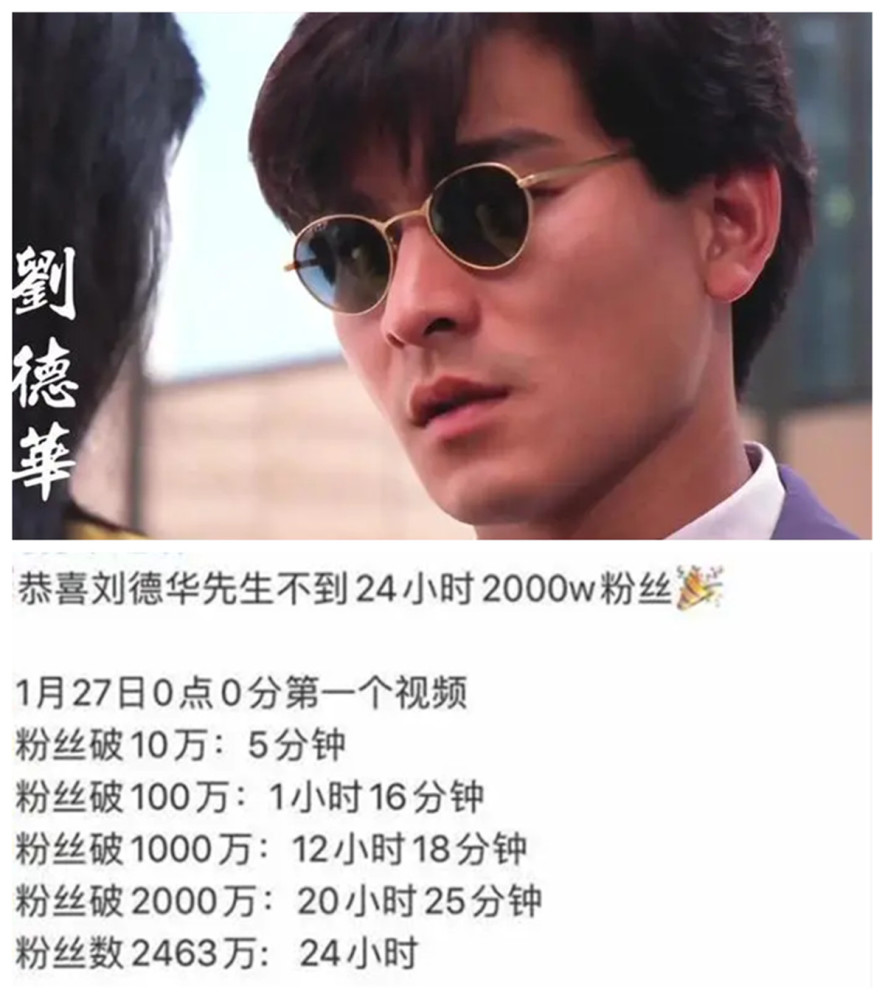 劉德華
恭喜刘德华先生不到24小时2000w粉丝🎉
1月27日0点0分第一个视频
粉丝破10万：5分钟
粉丝破100万：1小时16分钟
粉丝破1000万：12小时18分钟
粉丝破2000万：20小时25分钟
粉丝数2463万：24小时